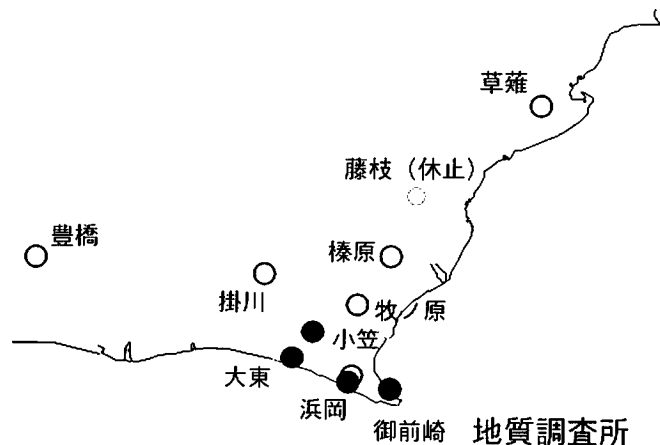 草薙
藤枝（休止）
豊橋
榛原
掛川
牧ノ原
小笠
大東
浜岡
御前崎
地質調査所